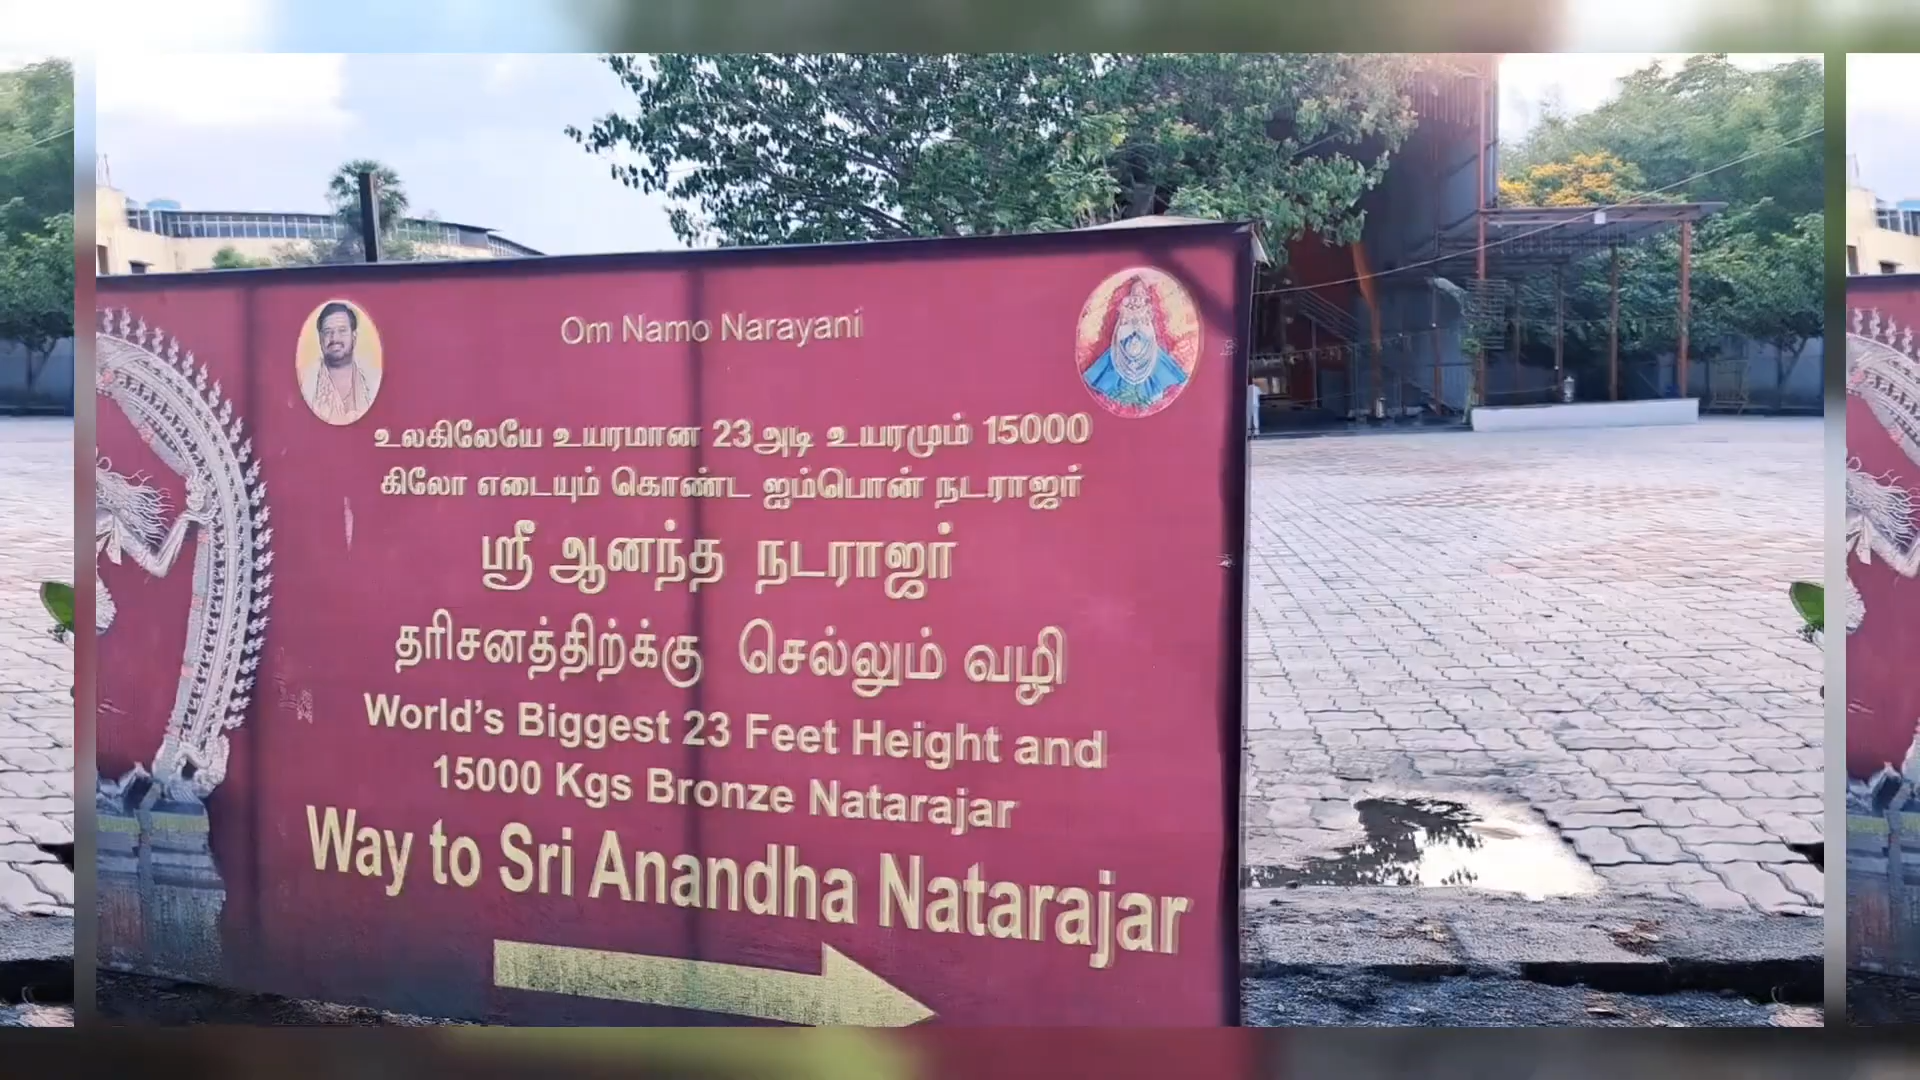 Om Namo Narayani
உலகிலேயே உயரமான 23அடி உயரமும் 15000
கிலோ எடையும் கொண்ட ஐம்பொன் நடராஜர்
ஸ்ரீ ஆனந்த நடராஜர்
தரிசனத்திற்க்கு செல்லும் வழி
World's Biggest 23 Feet Height and
15000 Kgs Bronze Natarajar
Way to Sri Anandha Natarajar